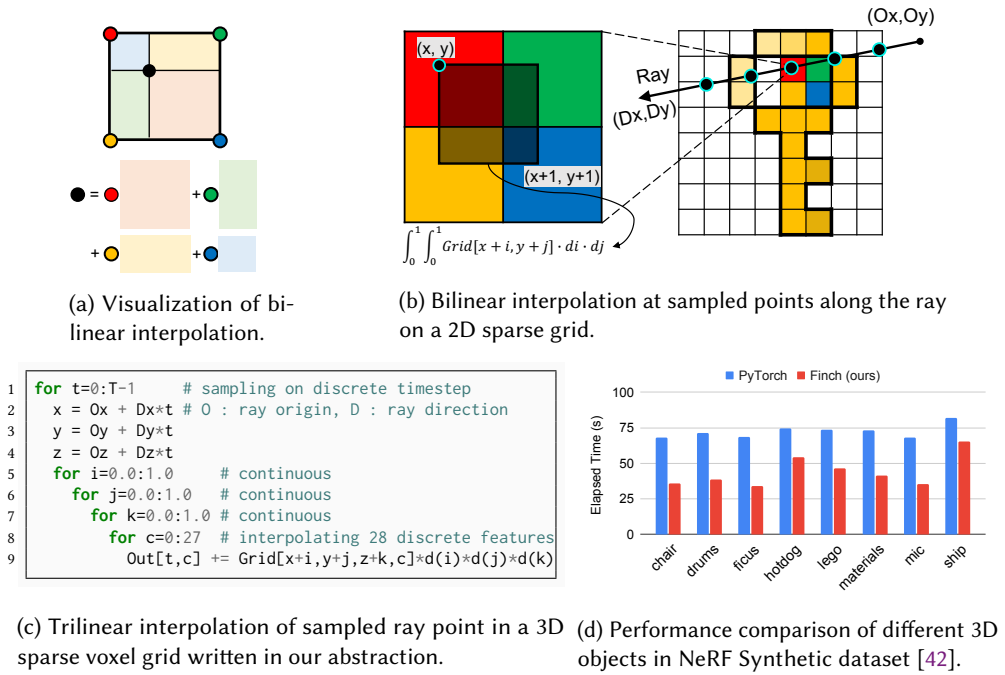 ● = ● + ●
+ ● + ●
(a) Visualization of bi-
linear interpolation.
(x, y)
(x+1, y+1)
∫₀¹ ∫₀¹ Grid[x + i, y + j] · di · dj
(Ox,Oy)
Ray
(Dx,Dy)
(b) Bilinear interpolation at sampled points along the ray
on a 2D sparse grid.
1 for t=0:T-1 # sampling on discrete timestep
2 x = Ox + Dx*t # O : ray origin, D : ray direction
3 y = Oy + Dy*t
4 z = Oz + Dz*t
5 for i=0.0:1.0 # continuous
6 for j=0.0:1.0 # continuous
7 for k=0.0:1.0 # continuous
8 for c=0:27 # interpolating 28 discrete features
9 Out[t,c] += Grid[x+i,y+j,z+k,c]*d(i)*d(j)*d(k)
(c) Trilinear interpolation of sampled ray point in a 3D
sparse voxel grid written in our abstraction.
PyTorch Finch (ours)
Elapsed Time (s)
100
75
50
25
0
chair
drums
ficus
hotdog
lego
materials
mic
ship
(d) Performance comparison of different 3D
objects in NeRF Synthetic dataset [42].